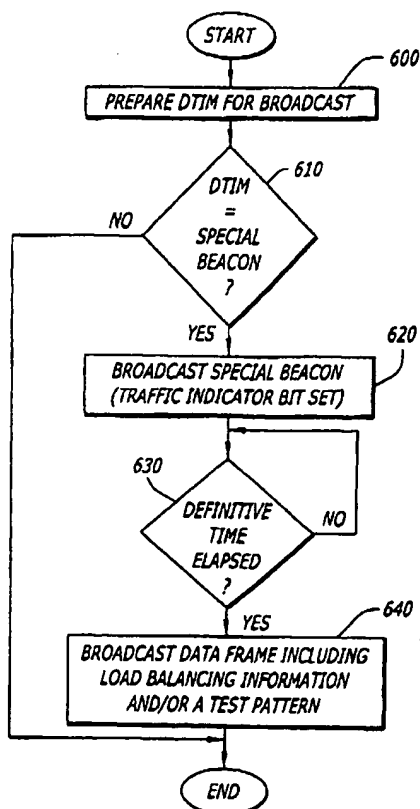 START
600
PREPARE DTIM FOR BROADCAST
610
DTIM
=
SPECIAL
BEACON
?
NO
YES
620
BROADCAST SPECIAL BEACON
(TRAFFIC INDICATOR BIT SET)
630
DEFINITIVE
TIME
ELAPSED
?
NO
YES
640
BROADCAST DATA FRAME INCLUDING
LOAD BALANCING INFORMATION
AND/OR A TEST PATTERN
END